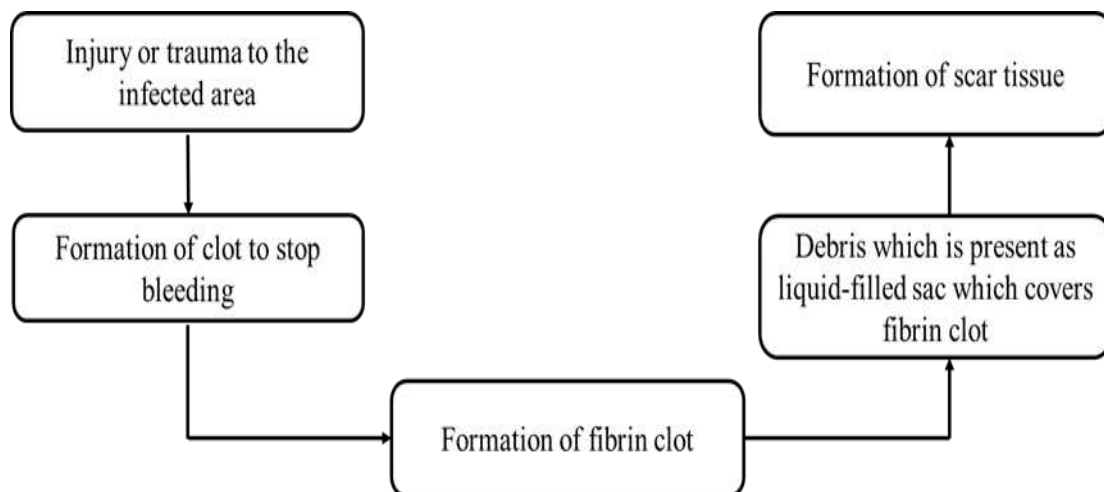 Injury or trauma to the
infected area
Formation of clot to stop
bleeding
Formation of fibrin clot
Debris which is present as
liquid-filled sac which covers
fibrin clot
Formation of scar tissue